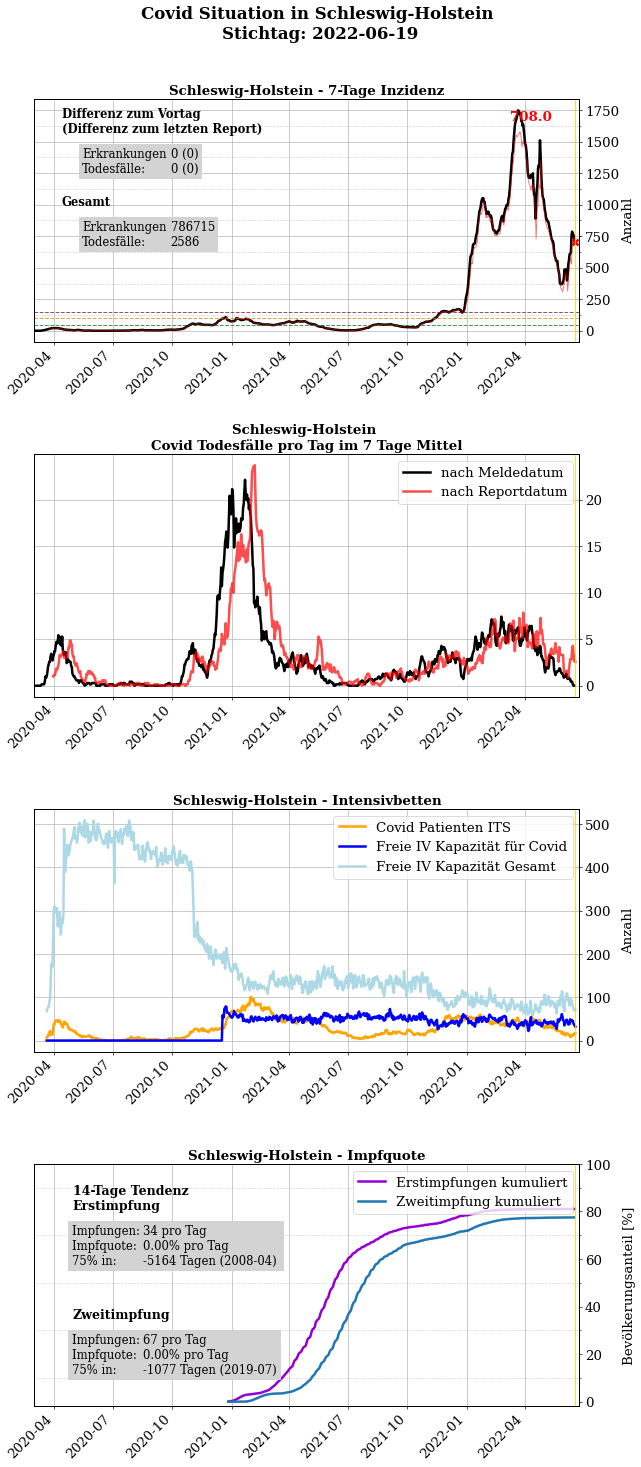 Covid Situation in Schleswig-Holstein
Stichtag: 2022-06-19
Schleswig-Holstein - 7-Tage Inzidenz
Differenz zum Vortag
(Differenz zum letzten Report)
Erkrankungen 0 (0)
Todesfälle: 0 (0)
Gesamt
Erkrankungen 786715
Todesfälle: 2586
708.0
1750
1500
1250
1000
750
500
250
0
Anzahl
2020-04 2020-07 2020-10 2021-01 2021-04 2021-07 2021-10 2022-01 2022-04
Schleswig-Holstein
Covid Todesfälle pro Tag im 7 Tage Mittel
nach Meldedatum
nach Reportdatum
20
15
10
5
0
2020-04 2020-07 2020-10 2021-01 2021-04 2021-07 2021-10 2022-01 2022-04
Schleswig-Holstein - Intensivbetten
Covid Patienten ITS
Freie IV Kapazität für Covid
Freie IV Kapazität Gesamt
500
400
300
200
100
0
Anzahl
2020-04 2020-07 2020-10 2021-01 2021-04 2021-07 2021-10 2022-01 2022-04
Schleswig-Holstein - Impfquote
14-Tage Tendenz
Erstimpfung
Impfungen: 34 pro Tag
Impfquote: 0.00% pro Tag
75% in: -5164 Tagen (2008-04)
Zweitimpfung
Impfungen: 67 pro Tag
Impfquote: 0.00% pro Tag
75% in: -1077 Tagen (2019-07)
Erstimpfungen kumuliert
Zweitimpfung kumuliert
100
80
60
40
20
0
Bevölkerungsanteil [%]
2020-04 2020-07 2020-10 2021-01 2021-04 2021-07 2021-10 2022-01 2022-04